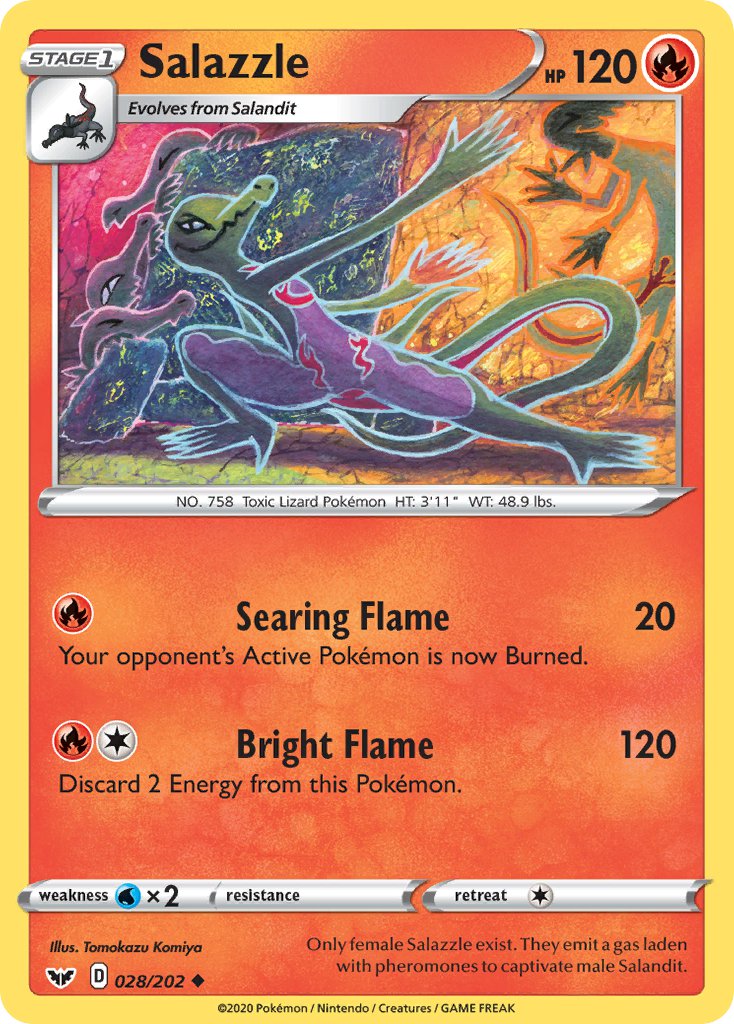 STAGE 1
Salazzle
HP 120
Evolves from Salandit
NO. 758 Toxic Lizard Pokémon HT: 3'11" WT: 48.9 lbs.
Searing Flame 20
Your opponent's Active Pokémon is now Burned.
Bright Flame 120
Discard 2 Energy from this Pokémon.
weakness ×2 resistance retreat
Illus. Tomokazu Komiya
Only female Salazzle exist. They emit a gas laden
with pheromones to captivate male Salandit.
D 028/202
©2020 Pokémon / Nintendo / Creatures / GAME FREAK